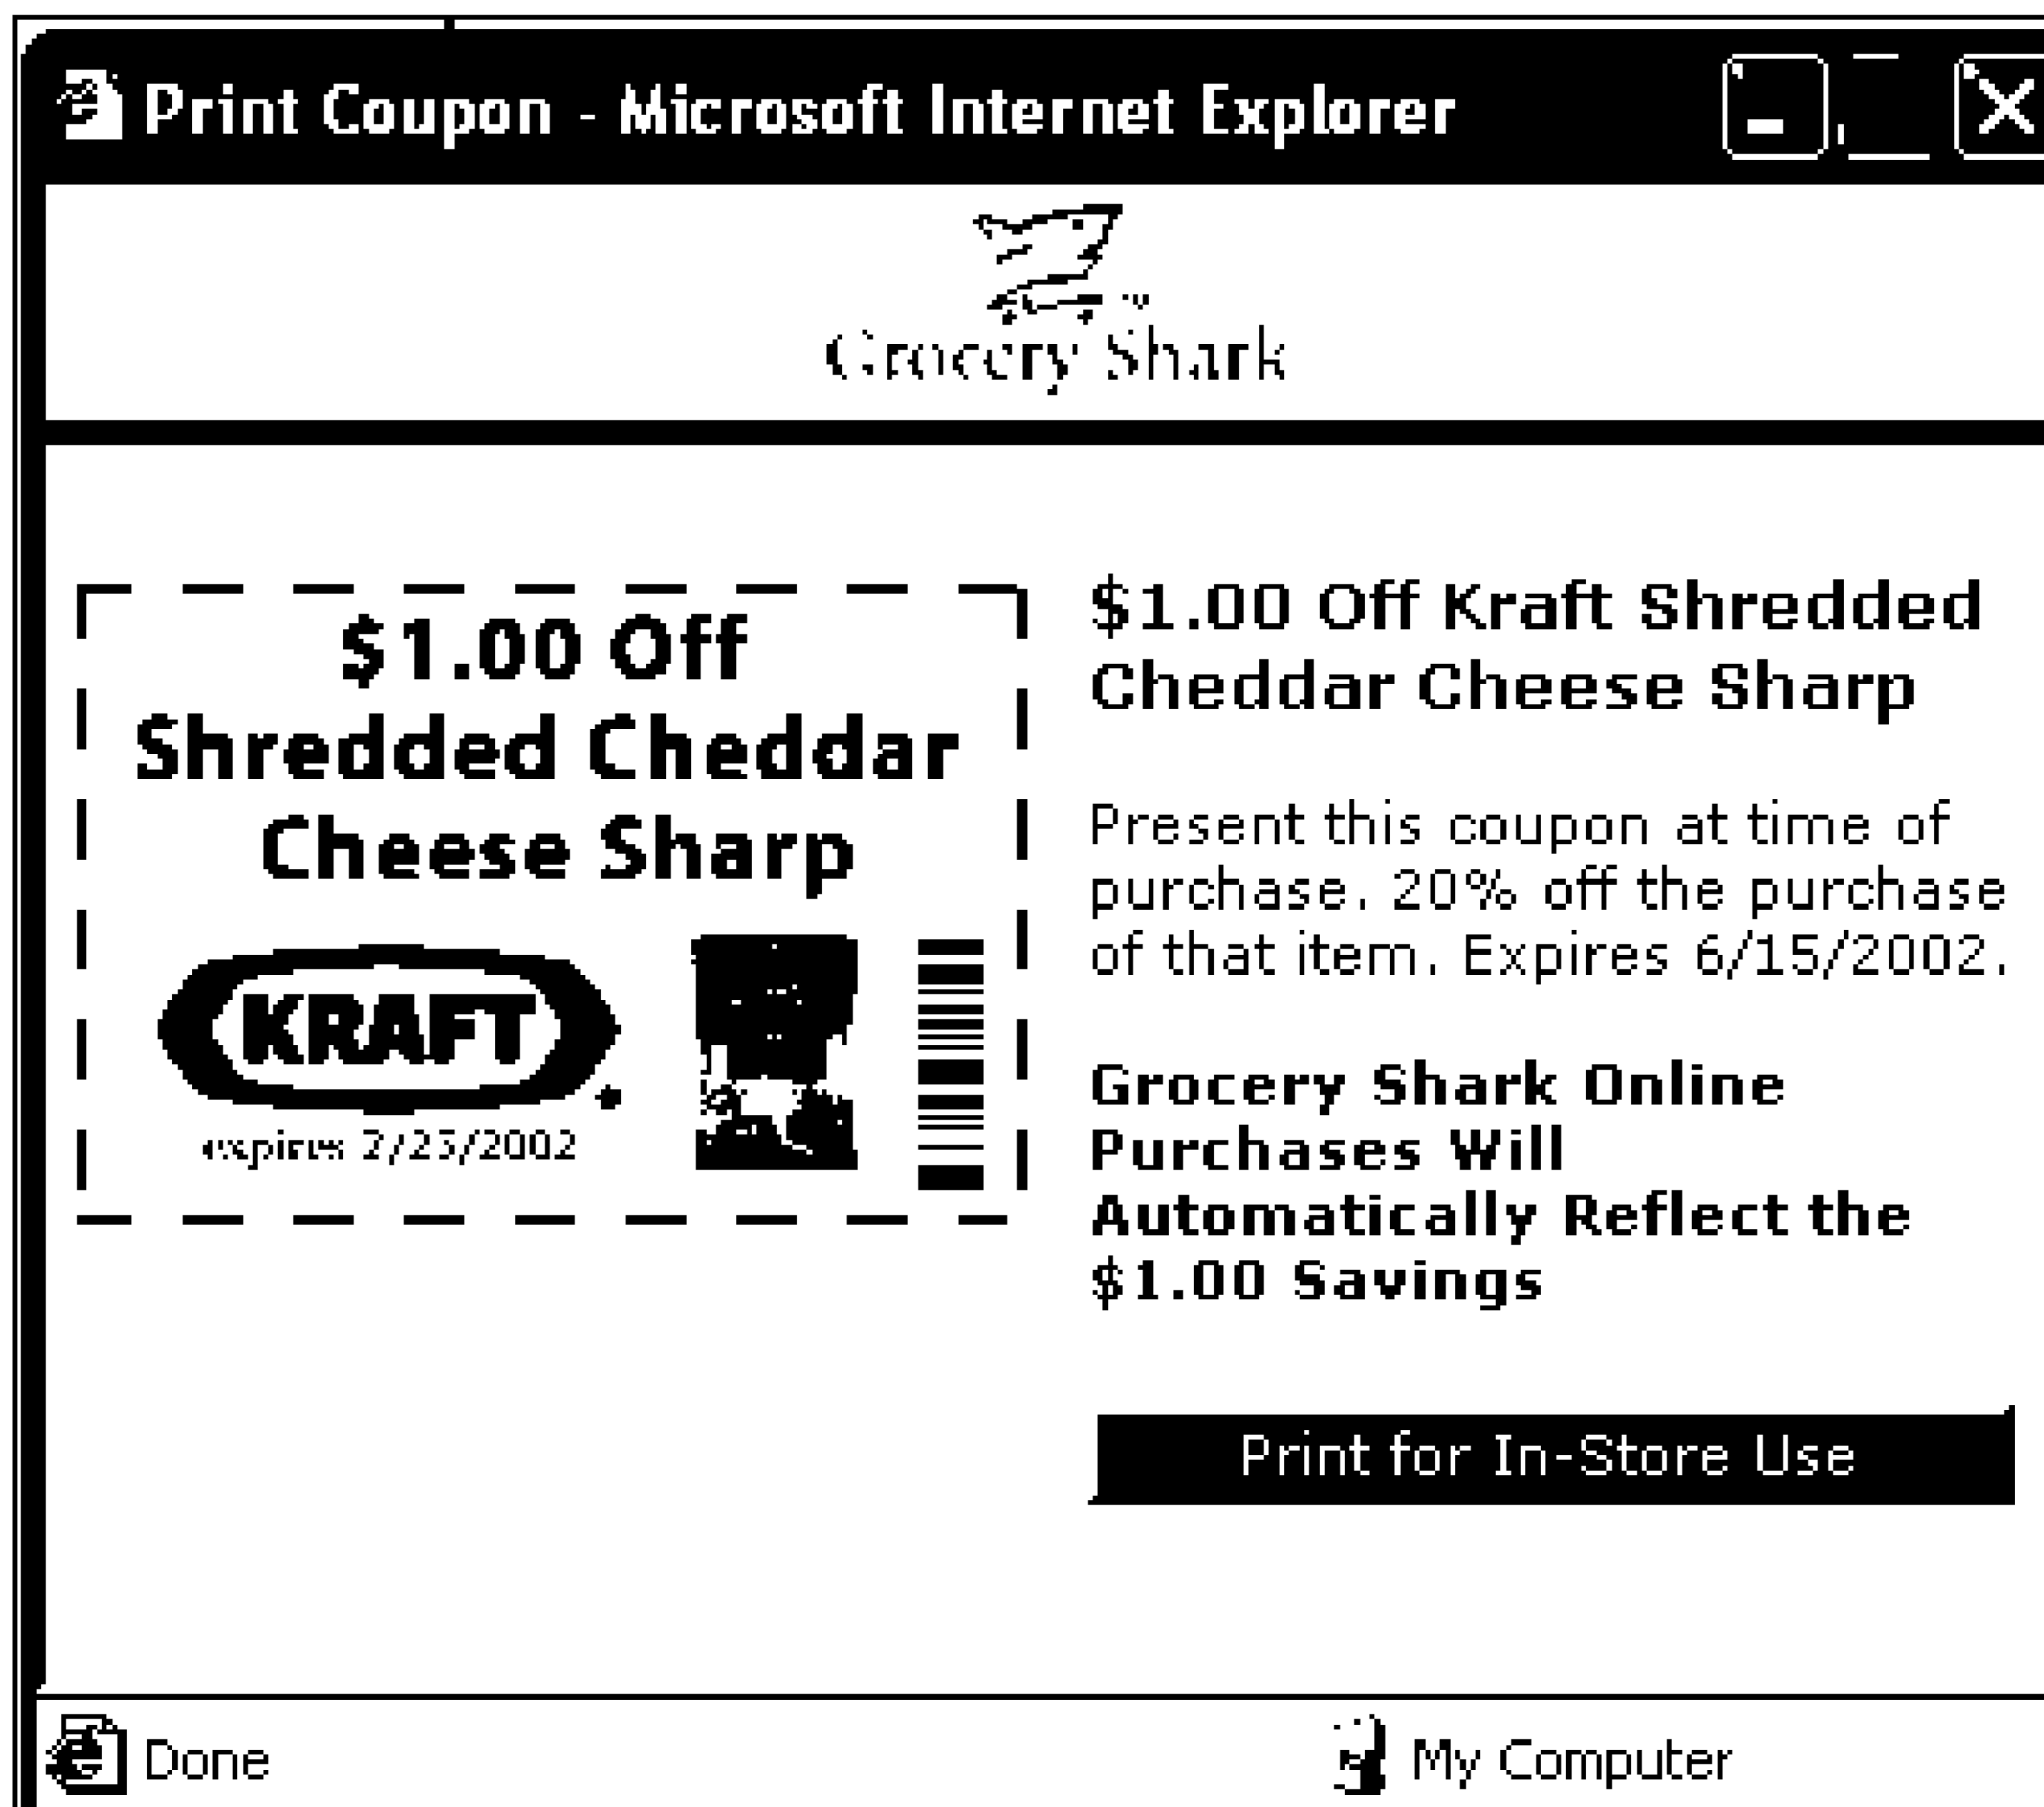 Print Coupon - Microsoft Internet Explorer
Grocery Shark
$1.00 Off
Shredded Cheddar
Cheese Sharp
KRAFT
expires 7/23/2002
$1.00 Off Kraft Shredded
Cheddar Cheese Sharp
Present this coupon at time of
purchase. 20% off the purchase
of that item. Expires 6/15/2002.
Grocery Shark Online
Purchases Will
Automatically Reflect the
$1.00 Savings
Print for In-Store Use
Done
My Computer